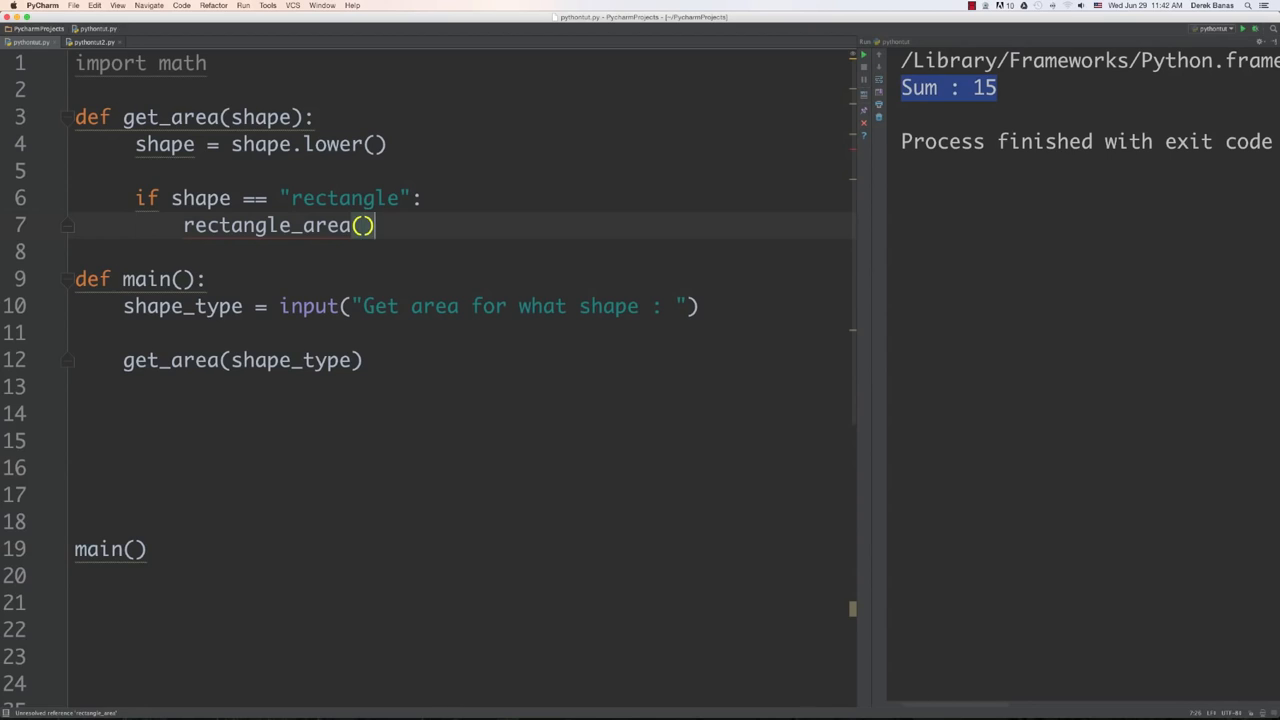 PyCharm File Edit View Navigate Code Refactor Run Tools VCS Window Help 10 Wed Jun 29 11:42 AM Derek Banas
pythontut.py - PycharmProjects - [~/PycharmProjects]
PycharmProjects pythontut.py pythontut
pythontut.py pythontut2.py Run: pythontut
1 import math
2
3 def get_area(shape):
4 shape = shape.lower()
5
6 if shape == "rectangle":
7 rectangle_area()
8
9 def main():
10 shape_type = input("Get area for what shape : ")
11
12 get_area(shape_type)
13
14
15
16
17
18
19 main()
20
21
22
23
24
25
/Library/Frameworks/Python.frame
Sum : 15
Process finished with exit code
Unresolved reference 'rectangle_area' 7:26 LF÷ UTF-8÷